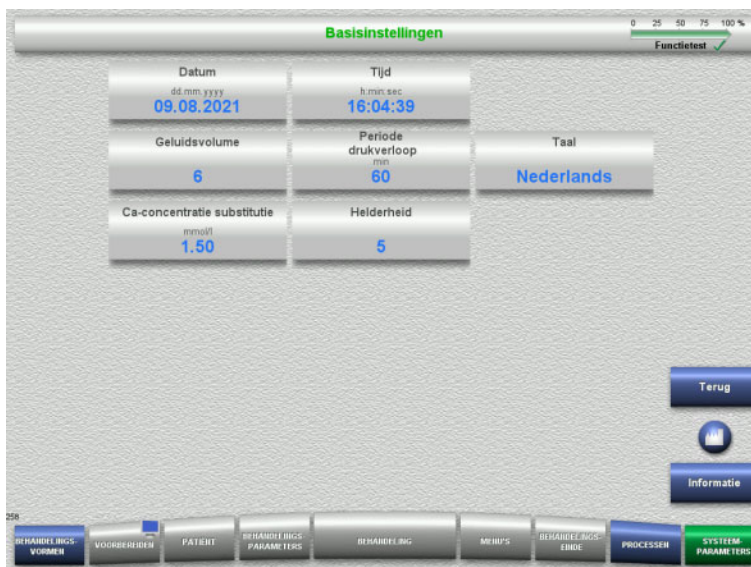 Basisinstellingen
0 25 50 75 100 %
Functietest
Datum
dd.mm.yyyy
09.08.2021
Tijd
h:min:sec
16:04:39
Geluidsvolume
6
Periode
drukverloop
min
60
Taal
Nederlands
Ca-concentratie substitutie
mmol/l
1.50
Helderheid
5
Terug
Informatie
258
BEHANDELINGS-
VORMEN
VOORBEREIDEN
PATIËNT
BEHANDELINGS
PARAMETERS
BEHANDELING
MENU'S
BEHANDELINGS-
EINDE
PROCESSEN
SYSTEEM-
PARAMETERS